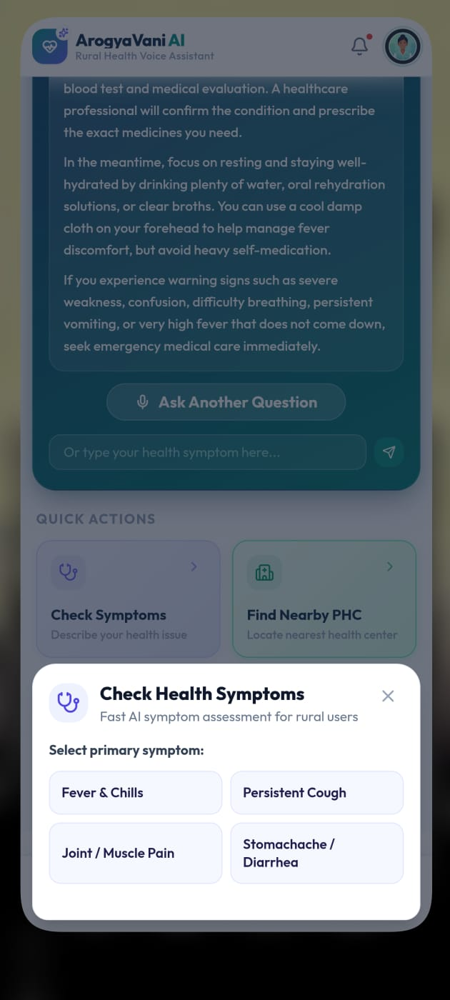 ArogyaVani AI
Rural Health Voice Assistant
blood test and medical evaluation. A healthcare
professional will confirm the condition and prescribe
the exact medicines you need.
In the meantime, focus on resting and staying well-
hydrated by drinking plenty of water, oral rehydration
solutions, or clear broths. You can use a cool damp
cloth on your forehead to help manage fever
discomfort, but avoid heavy self-medication.
If you experience warning signs such as severe
weakness, confusion, difficulty breathing, persistent
vomiting, or very high fever that does not come down,
seek emergency medical care immediately.
Ask Another Question
Or type your health symptom here...
QUICK ACTIONS
Check Symptoms
Describe your health issue
Find Nearby PHC
Locate nearest health center
Check Health Symptoms
Fast AI symptom assessment for rural users
Select primary symptom:
Fever & Chills
Persistent Cough
Joint / Muscle Pain
Stomachache /
Diarrhea